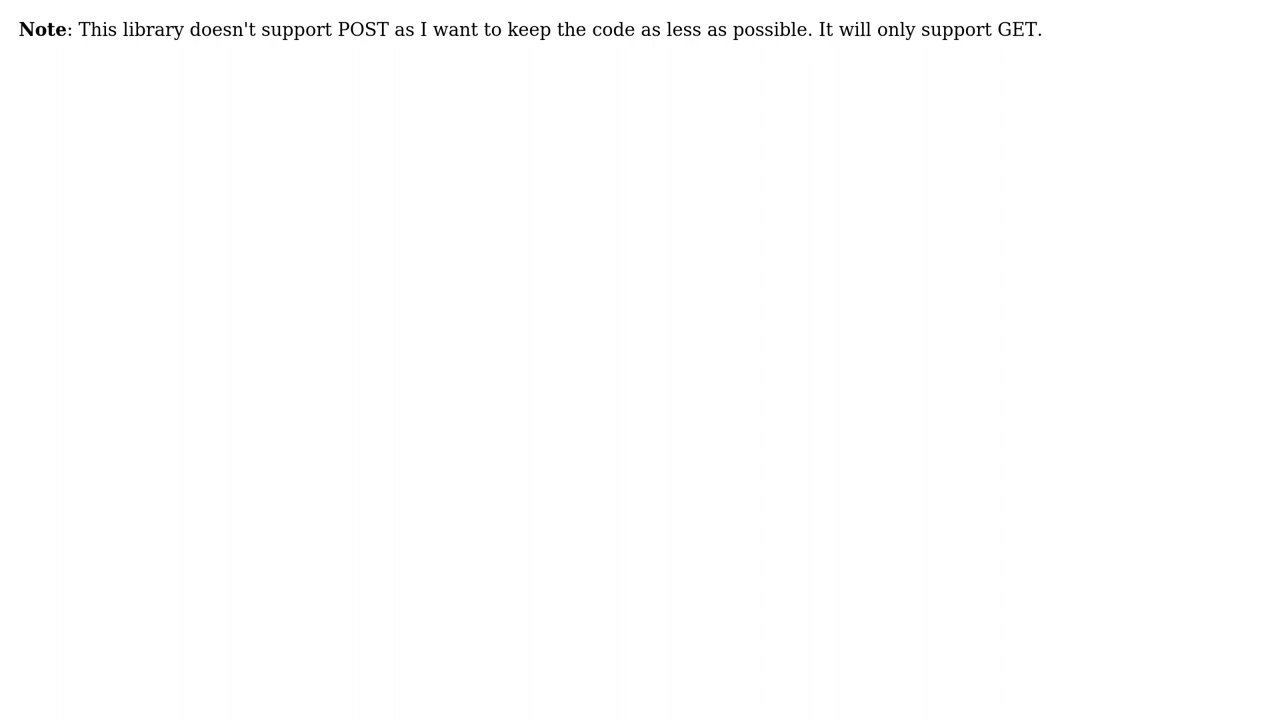 Note: This library doesn't support POST as I want to keep the code as less as possible. It will only support GET.